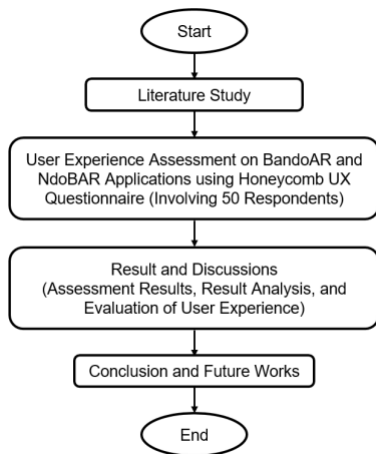 Start
Literature Study
User Experience Assessment on BandoAR and
NdoBAR Applications using Honeycomb UX
Questionnaire (Involving 50 Respondents)
Result and Discussions
(Assessment Results, Result Analysis, and
Evaluation of User Experience)
Conclusion and Future Works
End